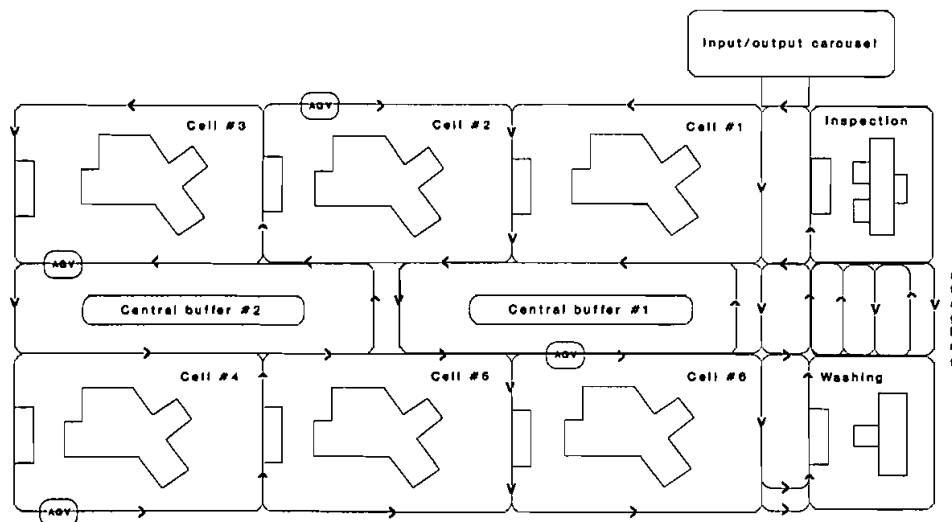 Input/output carousel
AGV
Cell #3
Cell #2
Cell #1
Inspection
AGV
Central buffer #2
Central buffer #1
AGV
Cell #4
Cell #5
Cell #6
Washing
AGV